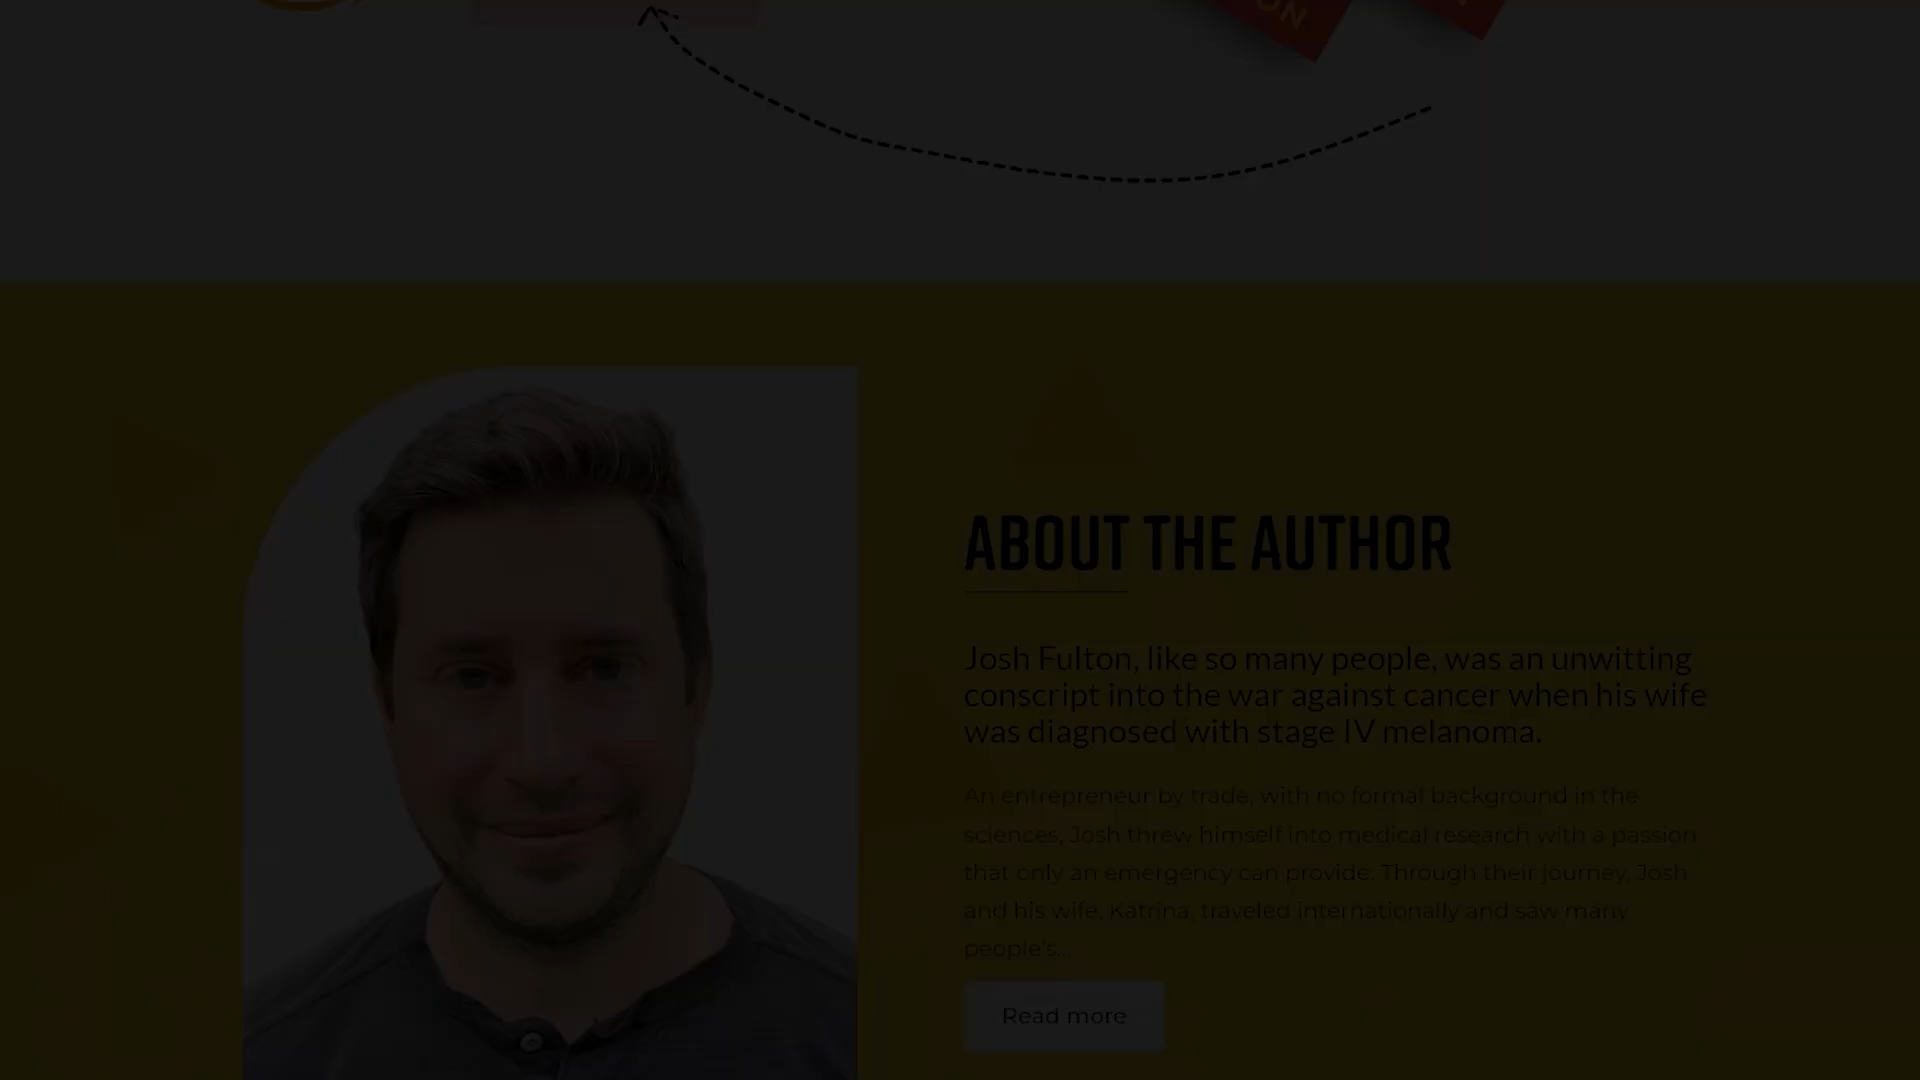 ON
ABOUT THE AUTHOR
Josh Fulton, like so many people, was an unwitting
conscript into the war against cancer when his wife
was diagnosed with stage IV melanoma.
An entrepreneur by trade, with no formal background in the
sciences, Josh threw himself into medical research with a passion
that only an emergency can provide. Through their journey, Josh
and his wife, Katrina, traveled internationally and saw many
people's...
Read more